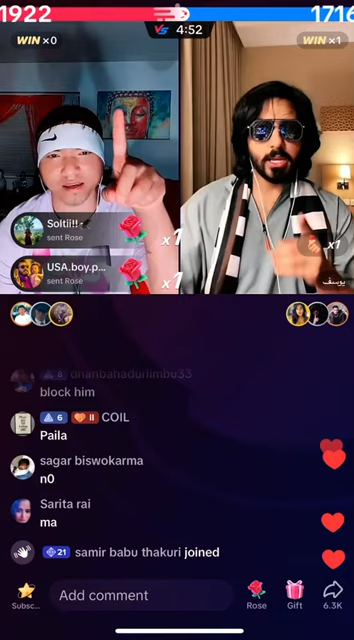 1922
1716
WIN ×0
VS 4:52
WIN ×1
Soltii!!
sent Rose
x1
USA.boy.p...
sent Rose
x1
x1
يوسف
8 dhanbahadurlimbu33
block him
6 II COIL
Paila
sagar biswokarma
n0
Sarita rai
ma
21 samir babu thakuri joined
Subsc...
Add comment
Rose
Gift
6.3K